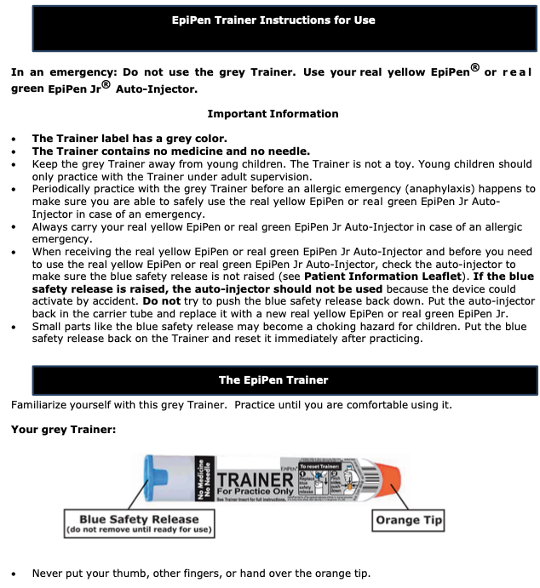 EpiPen Trainer Instructions for Use
In an emergency: Do not use the grey Trainer. Use your real yellow EpiPen® or real
green EpiPen Jr® Auto-Injector.
Important Information
• The Trainer label has a grey color.
• The Trainer contains no medicine and no needle.
• Keep the grey Trainer away from young children. The Trainer is not a toy. Young children should
only practice with the Trainer under adult supervision.
• Periodically practice with the grey Trainer before an allergic emergency (anaphylaxis) happens to
make sure you are able to safely use the real yellow EpiPen or real green EpiPen Jr Auto-
Injector in case of an emergency.
• Always carry your real yellow EpiPen or real green EpiPen Jr Auto-Injector in case of an allergic
emergency.
• When receiving the real yellow EpiPen or real green EpiPen Jr Auto-Injector and before you need
to use the real yellow EpiPen or real green EpiPen Jr Auto-Injector, check the auto-injector to
make sure the blue safety release is not raised (see Patient Information Leaflet). If the blue
safety release is raised, the auto-injector should not be used because the device could
activate by accident. Do not try to push the blue safety release back down. Put the auto-injector
back in the carrier tube and replace it with a new real yellow EpiPen or real green EpiPen Jr.
• Small parts like the blue safety release may become a choking hazard for children. Put the blue
safety release back on the Trainer and reset it immediately after practicing.
The EpiPen Trainer
Familiarize yourself with this grey Trainer. Practice until you are comfortable using it.
Your grey Trainer:
No Medicine
No Needle
EpiPen
TRAINER
For Practice Only
See Trainer Insert for full instructions.
To reset Trainer:
Blue Safety Release
(do not remove until ready for use)
Orange Tip
• Never put your thumb, other fingers, or hand over the orange tip.